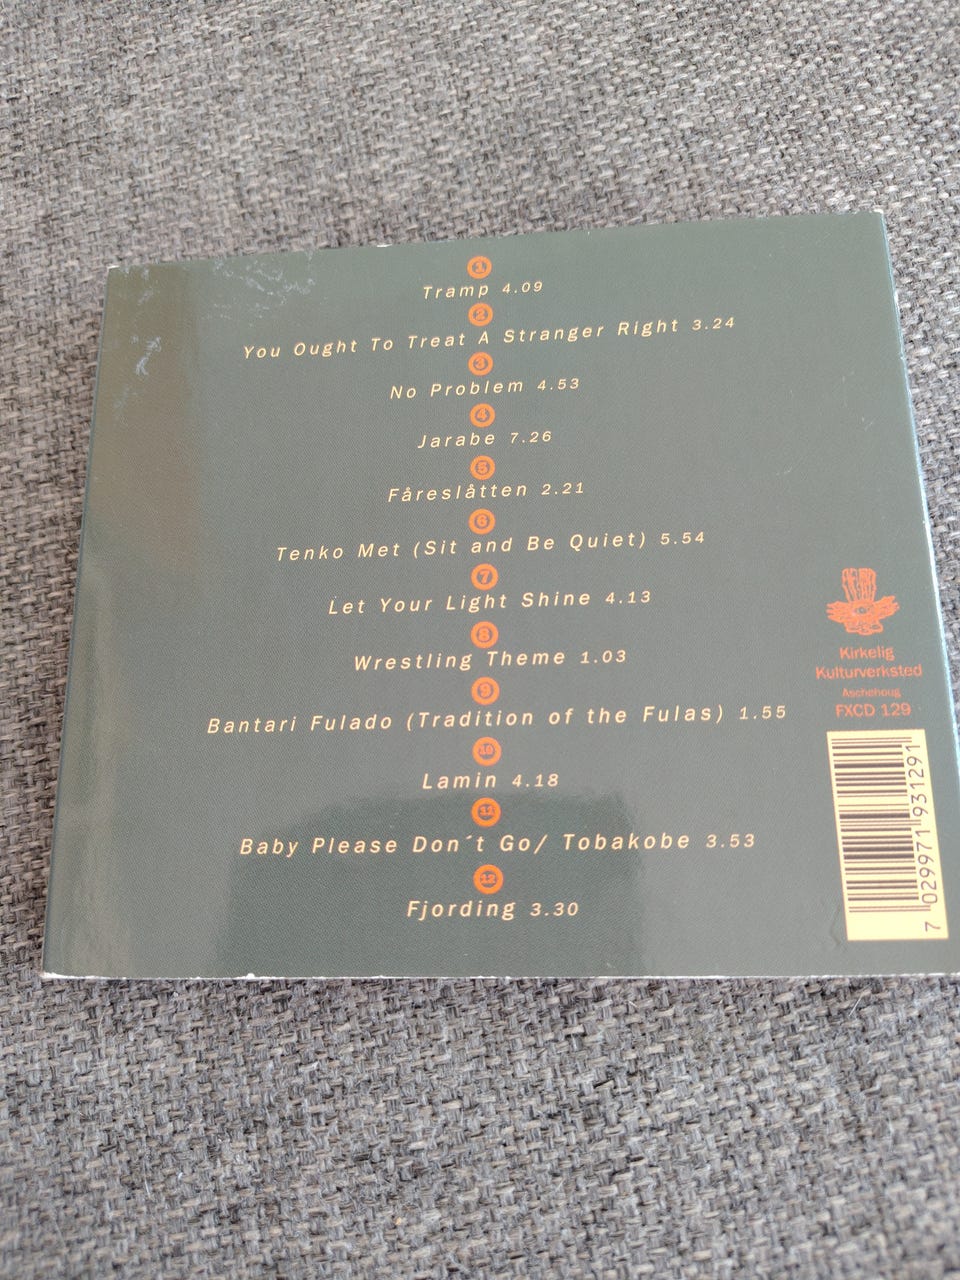 1
Tramp 4.09
2
You Ought To Treat A Stranger Right 3.24
3
No Problem 4.53
4
Jarabe 7.26
5
Fåreslåtten 2.21
6
Tenko Met (Sit and Be Quiet) 5.54
7
Let Your Light Shine 4.13
8
Wrestling Theme 1.03
9
Bantari Fulado (Tradition of the Fulas) 1.55
10
Lamin 4.18
11
Baby Please Don´t Go/ Tobakobe 3.53
12
Fjording 3.30
Kirkelig
Kulturverksted
Aschehoug
FXCD 129
7 029971 931291